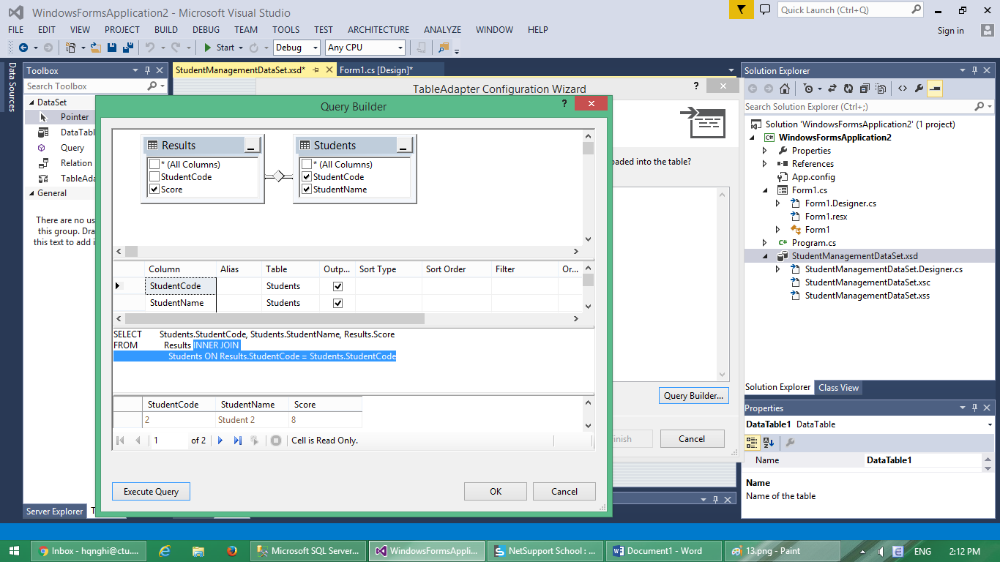 WindowsFormsApplication2 - Microsoft Visual Studio
Quick Launch (Ctrl+Q)
FILE EDIT VIEW PROJECT BUILD DEBUG TEAM TOOLS TEST ARCHITECTURE ANALYZE WINDOW HELP
Sign in
Start Debug Any CPU
Data Sources
Toolbox
Search Toolbox
DataSet
Pointer
DataTabl
Query
Relation
TableAda
General
There are no us
this group. Dra
this text to add i
Server Explorer T
StudentManagementDataSet.xsd* Form1.cs [Design]*
TableAdapter Configuration Wizard
?
oaded into the table?
Query Builder...
inish Cancel
Query Builder
?
Results
* (All Columns)
StudentCode
Score
Students
* (All Columns)
StudentCode
StudentName
Column Alias Table Outp... Sort Type Sort Order Filter Or...
StudentCode Students
StudentName Students
SELECT Students.StudentCode, Students.StudentName, Results.Score
FROM Results INNER JOIN
Students ON Results.StudentCode = Students.StudentCode
StudentCode StudentName Score
2 Student 2 8
1 of 2 Cell is Read Only.
Execute Query OK Cancel
Solution Explorer
Search Solution Explorer (Ctrl+;)
Solution 'WindowsFormsApplication2' (1 project)
WindowsFormsApplication2
Properties
References
App.config
Form1.cs
Form1.Designer.cs
Form1.resx
Form1
Program.cs
StudentManagementDataSet.xsd
StudentManagementDataSet.Designer.cs
StudentManagementDataSet.xsc
StudentManagementDataSet.xss
Solution Explorer Class View
Properties
DataTable1 DataTable
Name DataTable1
Name
Name of the table
Inbox - hqnghi@ctu....
Microsoft SQL Server...
WindowsFormsAppli...
NetSupport School : ...
Document1 - Word
13.png - Paint
ENG 2:12 PM